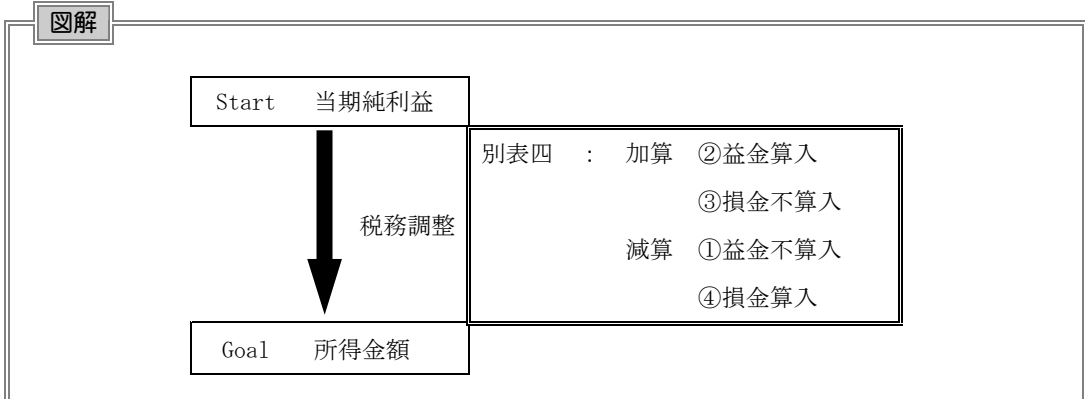 図解
Start 当期純利益
別表四 : 加算 ②益金算入
③損金不算入
税務調整
減算 ①益金不算入
④損金算入
Goal 所得金額